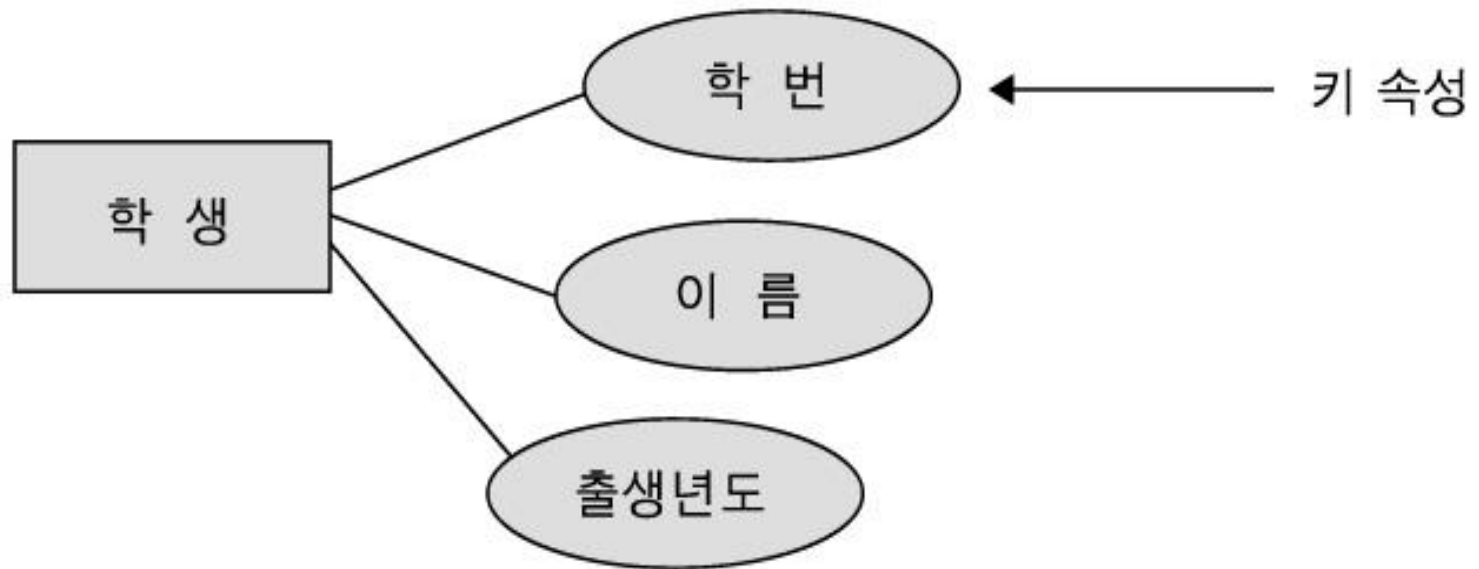 학 번
키 속성
학 생
이 름
출생년도